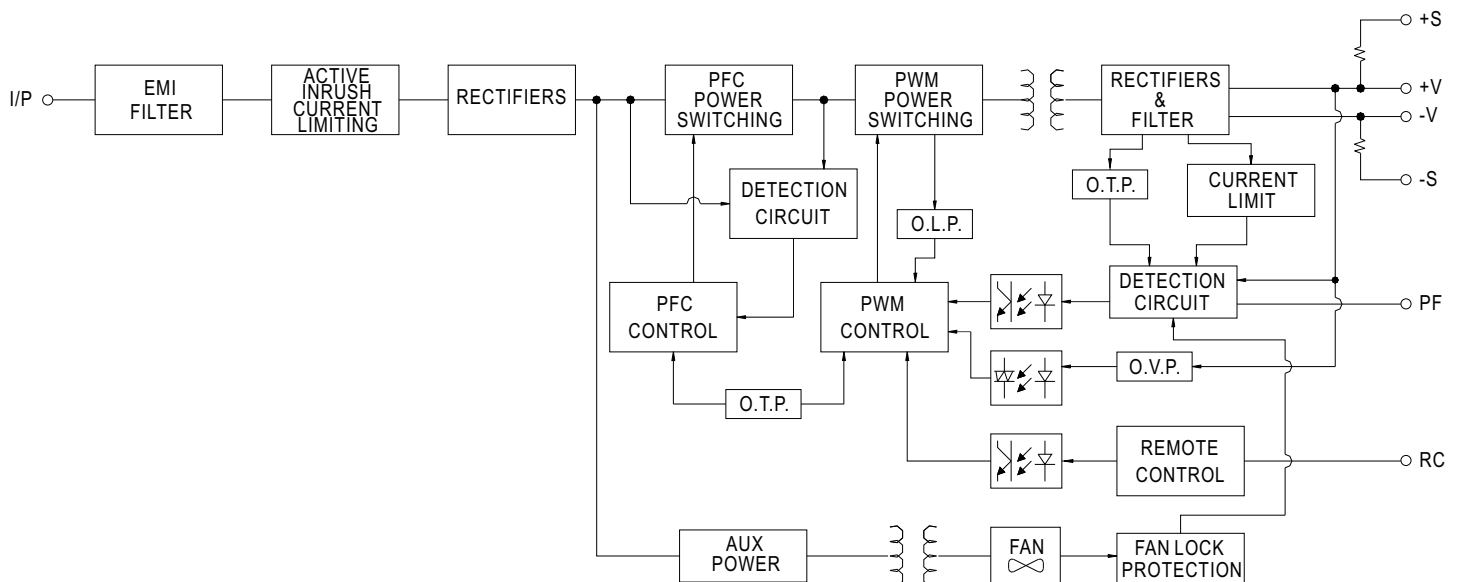 +S
I/P
EMI
FILTER
ACTIVE
INRUSH
CURRENT
LIMITING
RECTIFIERS
PFC
POWER
SWITCHING
PWM
POWER
SWITCHING
RECTIFIERS
&
FILTER
+V
-V
DETECTION
CIRCUIT
O.L.P.
O.T.P.
CURRENT
LIMIT
-S
PFC
CONTROL
PWM
CONTROL
DETECTION
CIRCUIT
PF
O.T.P.
O.V.P.
REMOTE
CONTROL
RC
AUX
POWER
FAN
FAN LOCK
PROTECTION